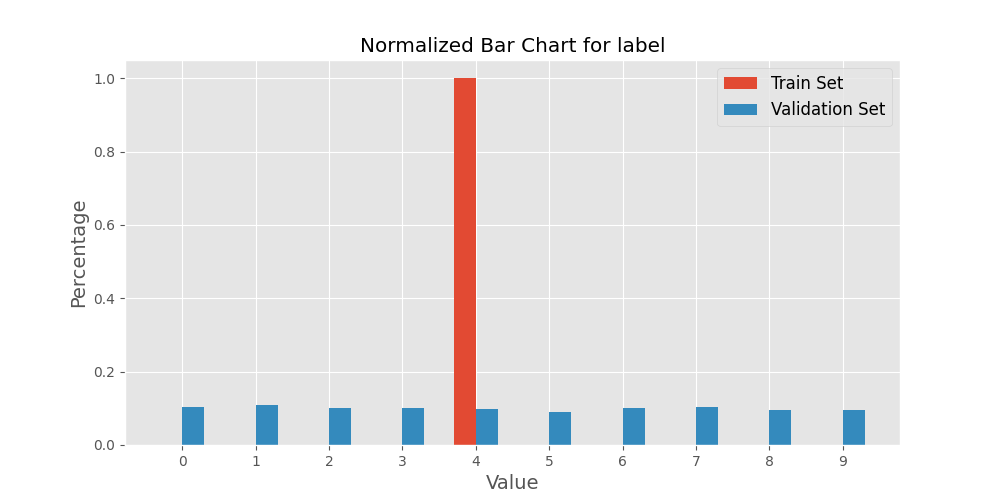 Normalized Bar Chart for label
Train Set
Validation Set
Percentage
1.0
0.8
0.6
0.4
0.2
0.0
0 1 2 3 4 5 6 7 8 9
Value